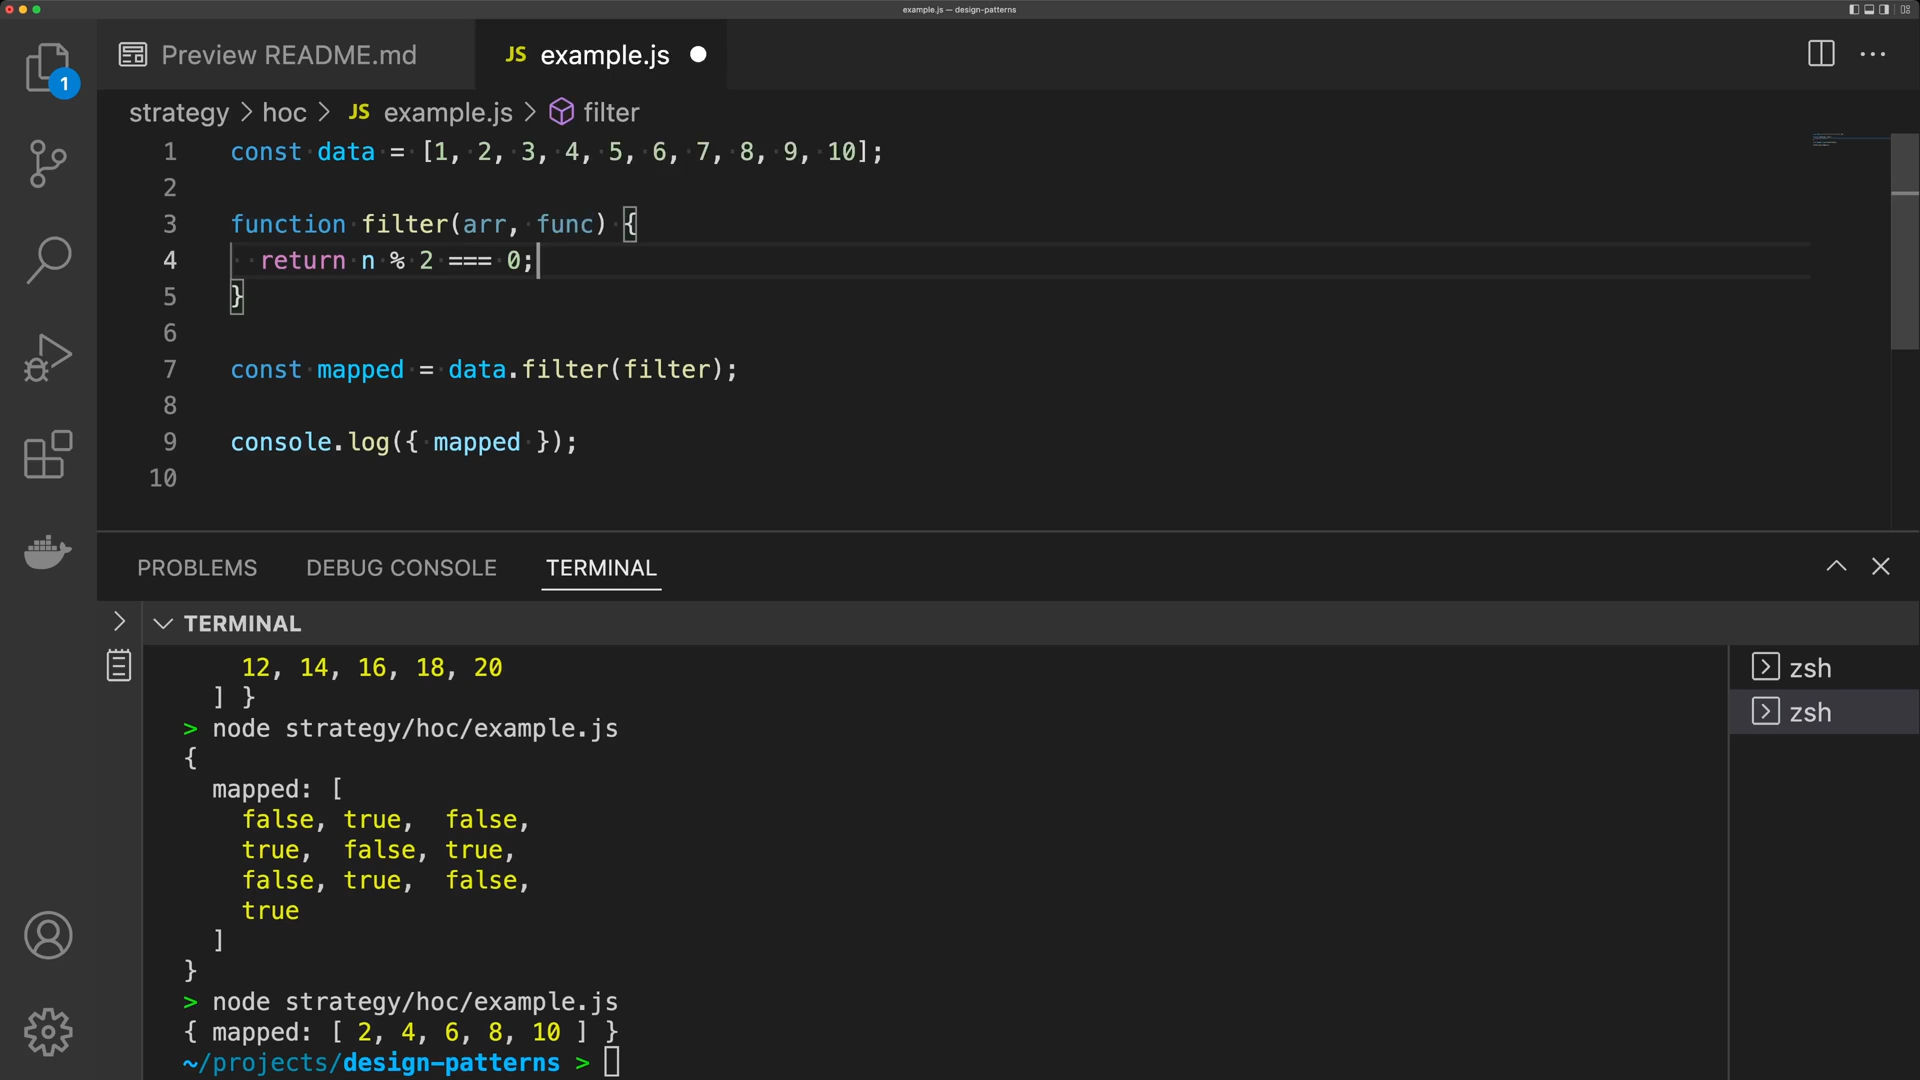 example.js — design-patterns
Preview README.md
JS example.js
1
strategy > hoc > JS example.js > filter
1 const data = [1, 2, 3, 4, 5, 6, 7, 8, 9, 10];
2
3 function filter(arr, func) {
4   return n % 2 === 0;
5 }
6
7 const mapped = data.filter(filter);
8
9 console.log({ mapped });
10
PROBLEMS DEBUG CONSOLE TERMINAL
TERMINAL
12, 14, 16, 18, 20
] }
> node strategy/hoc/example.js
{
mapped: [
false, true, false,
true, false, true,
false, true, false,
true
]
}
> node strategy/hoc/example.js
{ mapped: [ 2, 4, 6, 8, 10 ] }
~/projects/design-patterns >
zsh
zsh